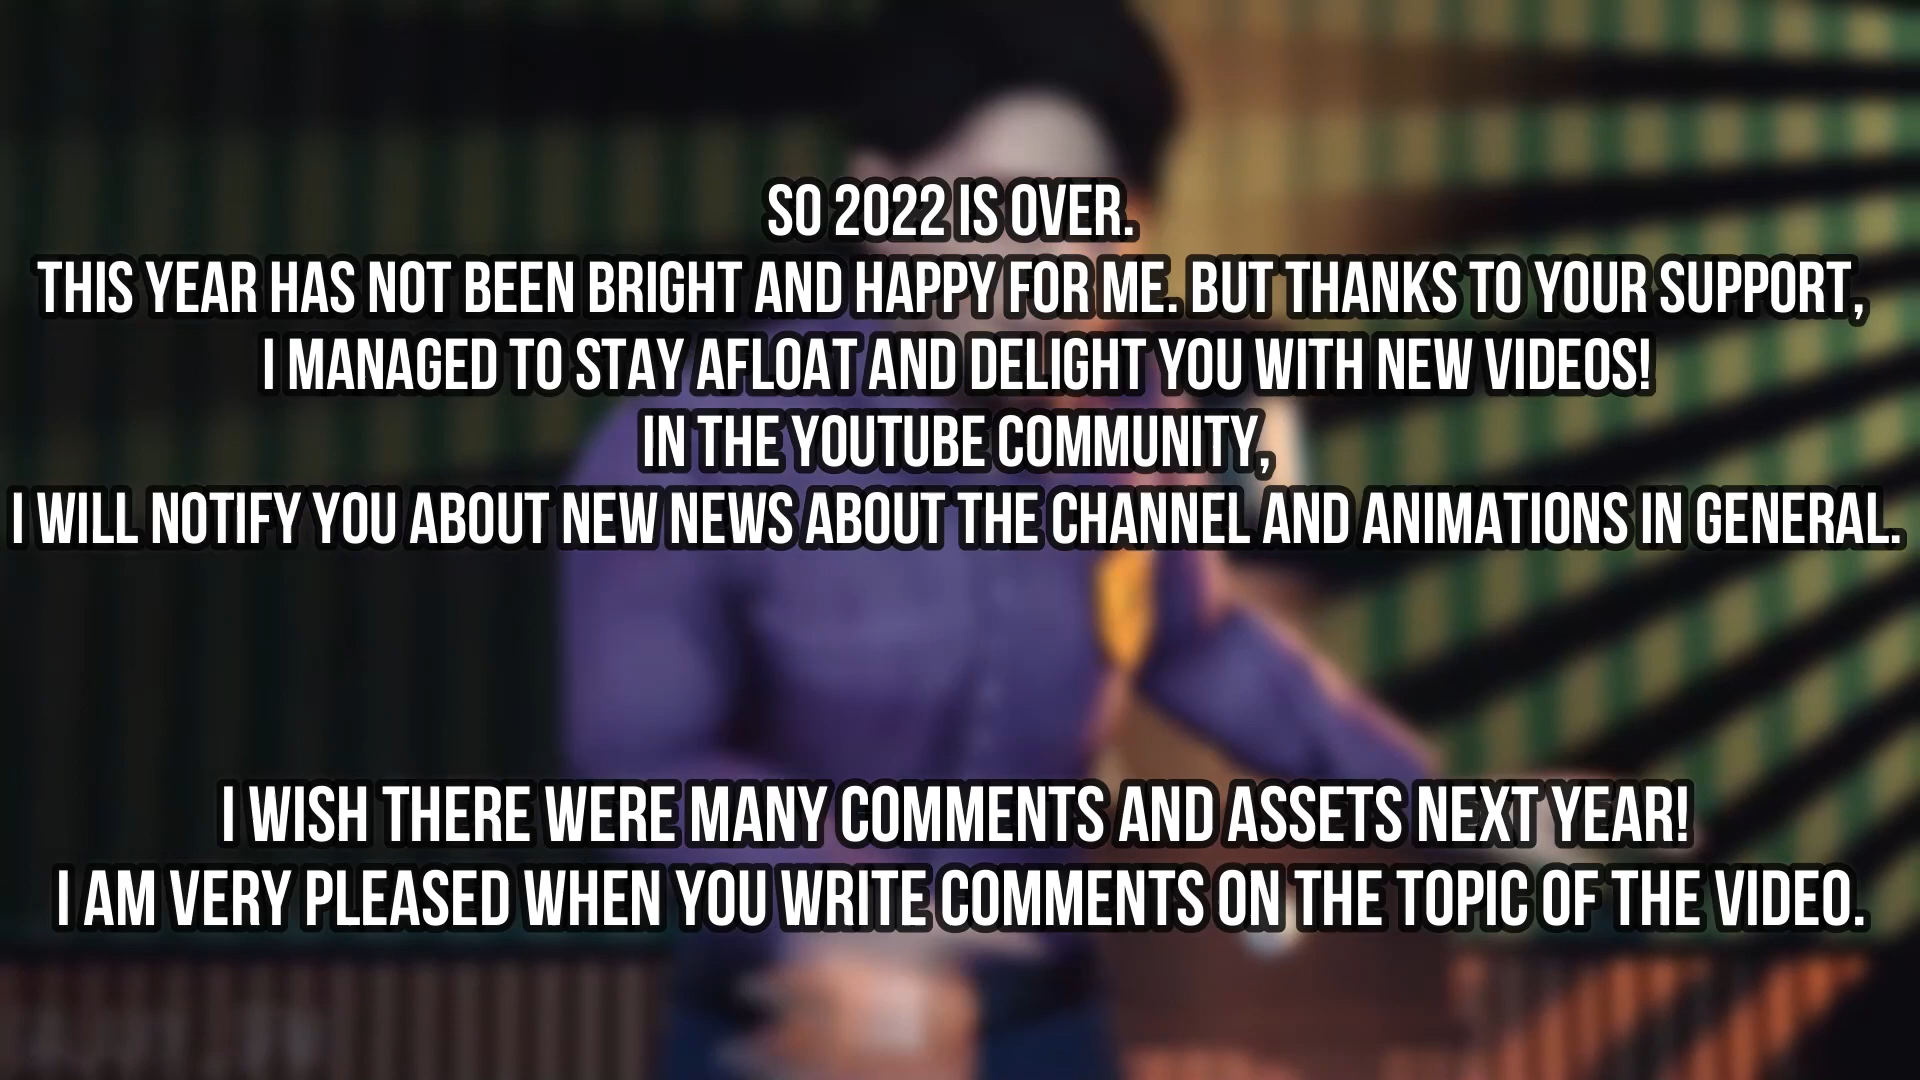 SO 2022 IS OVER.
THIS YEAR HAS NOT BEEN BRIGHT AND HAPPY FOR ME. BUT THANKS TO YOUR SUPPORT,
I MANAGED TO STAY AFLOAT AND DELIGHT YOU WITH NEW VIDEOS!
IN THE YOUTUBE COMMUNITY,
I WILL NOTIFY YOU ABOUT NEW NEWS ABOUT THE CHANNEL AND ANIMATIONS IN GENERAL.
I WISH THERE WERE MANY COMMENTS AND ASSETS NEXT YEAR!
I AM VERY PLEASED WHEN YOU WRITE COMMENTS ON THE TOPIC OF THE VIDEO.